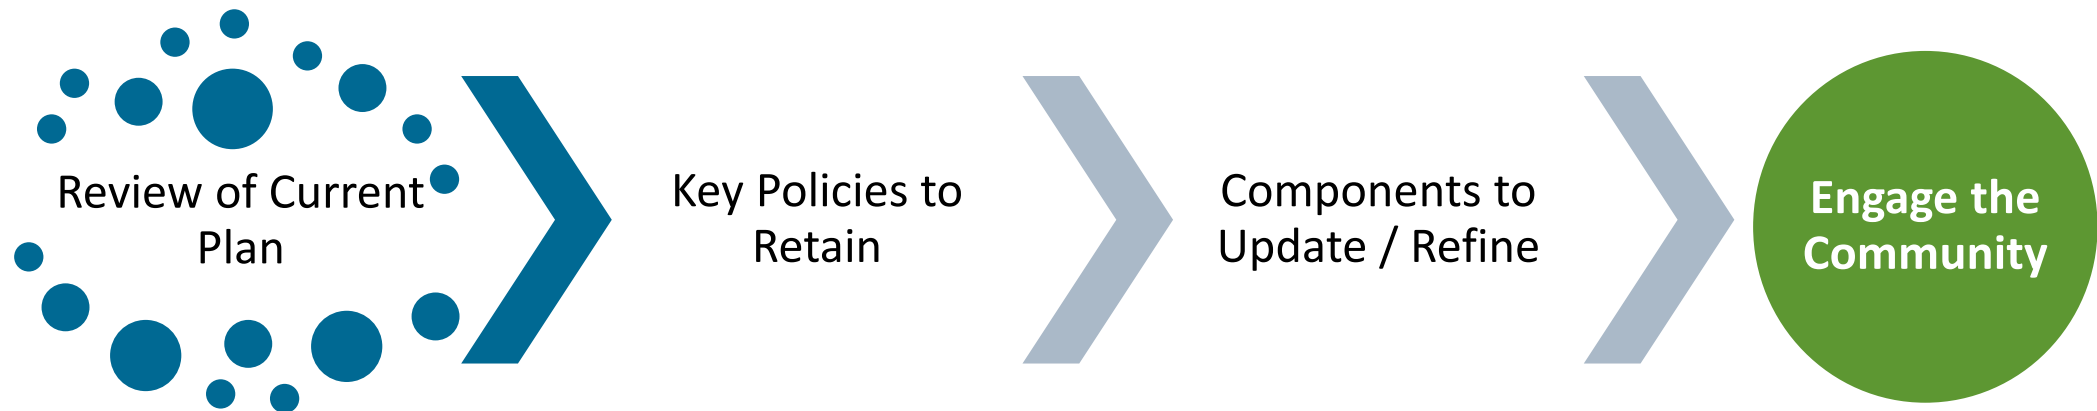 Review of Current
Plan
Key Policies to
Retain
Components to
Update / Refine
Engage the
Community